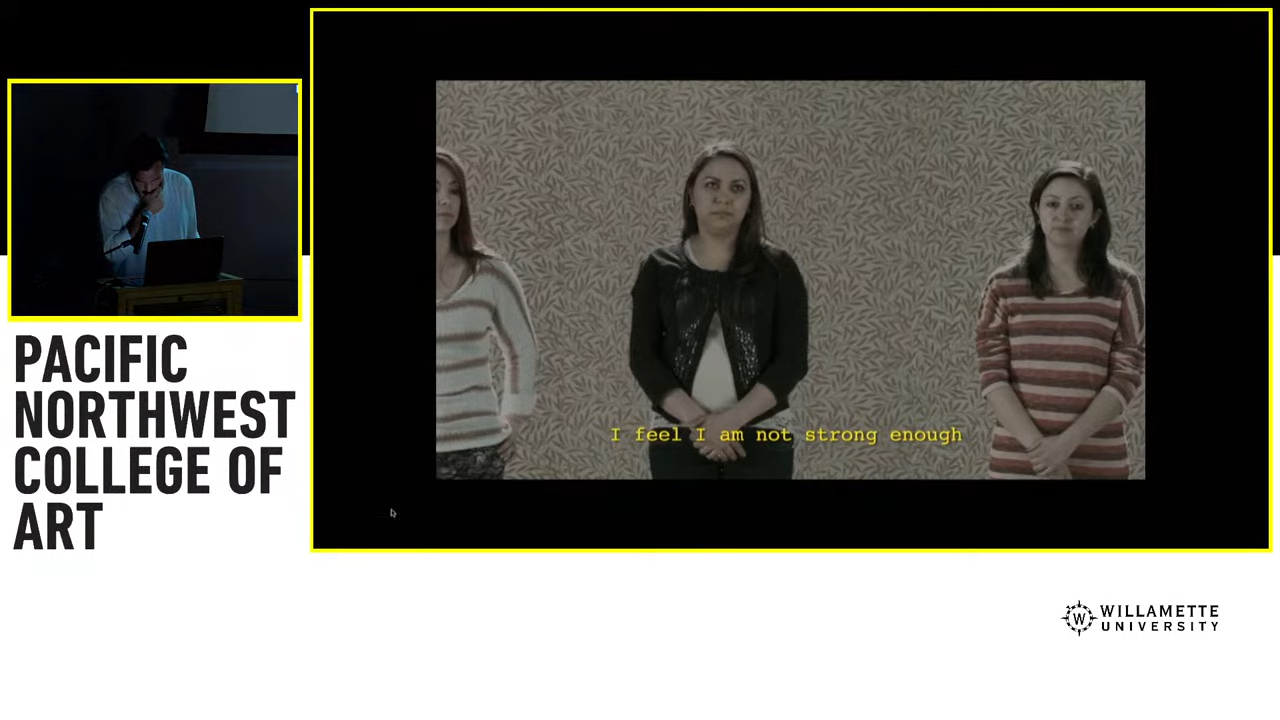 PACIFIC
NORTHWEST
COLLEGE OF
ART
I feel I am not strong enough
W
WILLAMETTE
UNIVERSITY